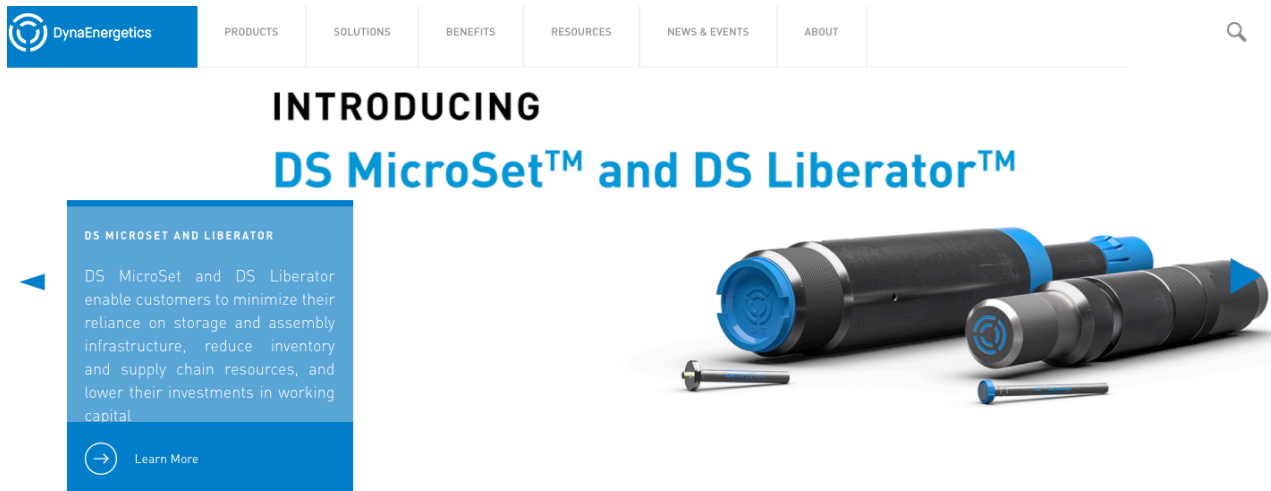 DynaEnergetics
PRODUCTS
SOLUTIONS
BENEFITS
RESOURCES
NEWS & EVENTS
ABOUT
INTRODUCING
DS MicroSet™ and DS Liberator™
DS MICROSET AND LIBERATOR
DS MicroSet and DS Liberator
enable customers to minimize their
reliance on storage and assembly
infrastructure, reduce inventory
and supply chain resources, and
lower their investments in working
capital
Learn More